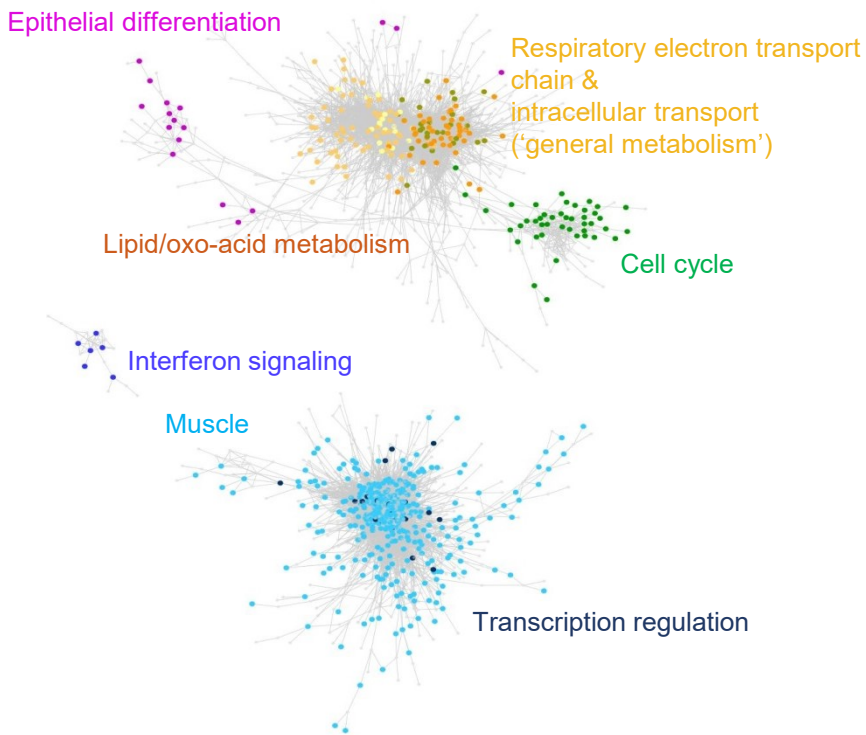 Epithelial differentiation
Respiratory electron transport
chain &
intracellular transport
(‘general metabolism’)
Lipid/oxo-acid metabolism
Cell cycle
Interferon signaling
Muscle
Transcription regulation